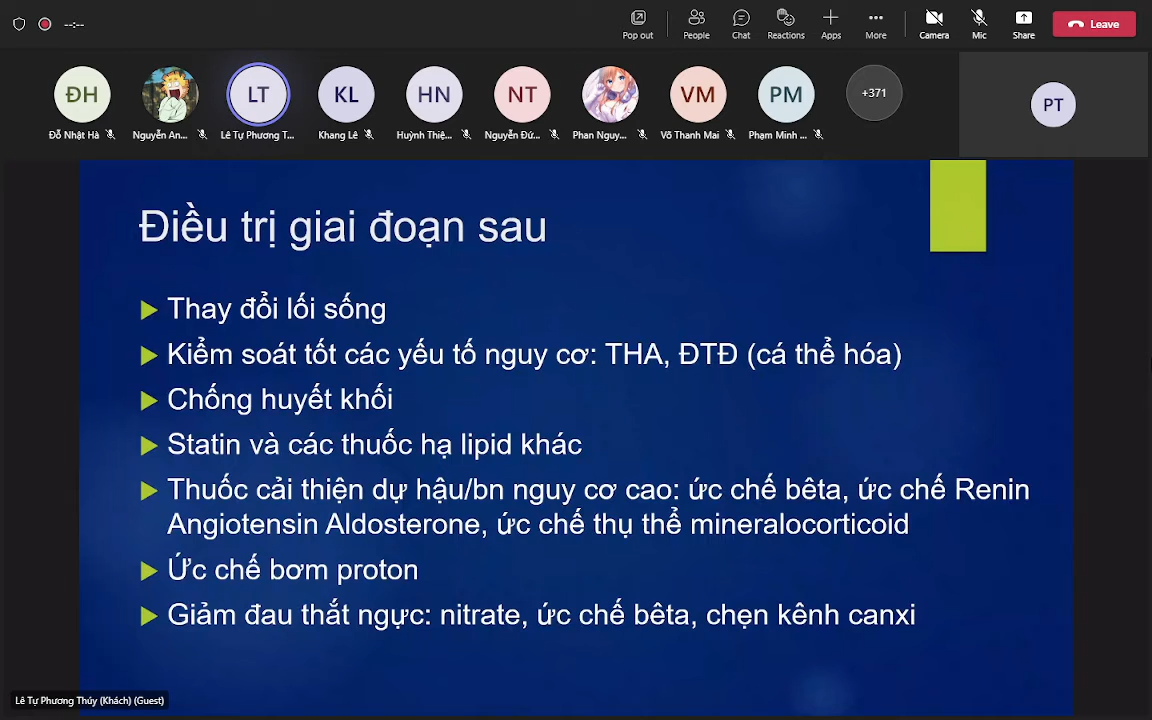 --:--
Pop out
People
Chat
Reactions
Apps
More
Camera
Mic
Share
Leave
ĐH
LT
KL
HN
NT
VM
PM
+371
PT
Đỗ Nhật Hà
Nguyễn An...
Lê Tự Phương T...
Khang Lê
Huỳnh Thiệ...
Nguyễn Đứ...
Phan Nguy...
Võ Thanh Mai
Phạm Minh ...
Điều trị giai đoạn sau
Thay đổi lối sống
Kiểm soát tốt các yếu tố nguy cơ: THA, ĐTĐ (cá thể hóa)
Chống huyết khối
Statin và các thuốc hạ lipid khác
Thuốc cải thiện dự hậu/bn nguy cơ cao: ức chế bêta, ức chế Renin
Angiotensin Aldosterone, ức chế thụ thể mineralocorticoid
Ức chế bơm proton
Giảm đau thắt ngực: nitrate, ức chế bêta, chẹn kênh canxi
Lê Tự Phương Thúy (Khách) (Guest)